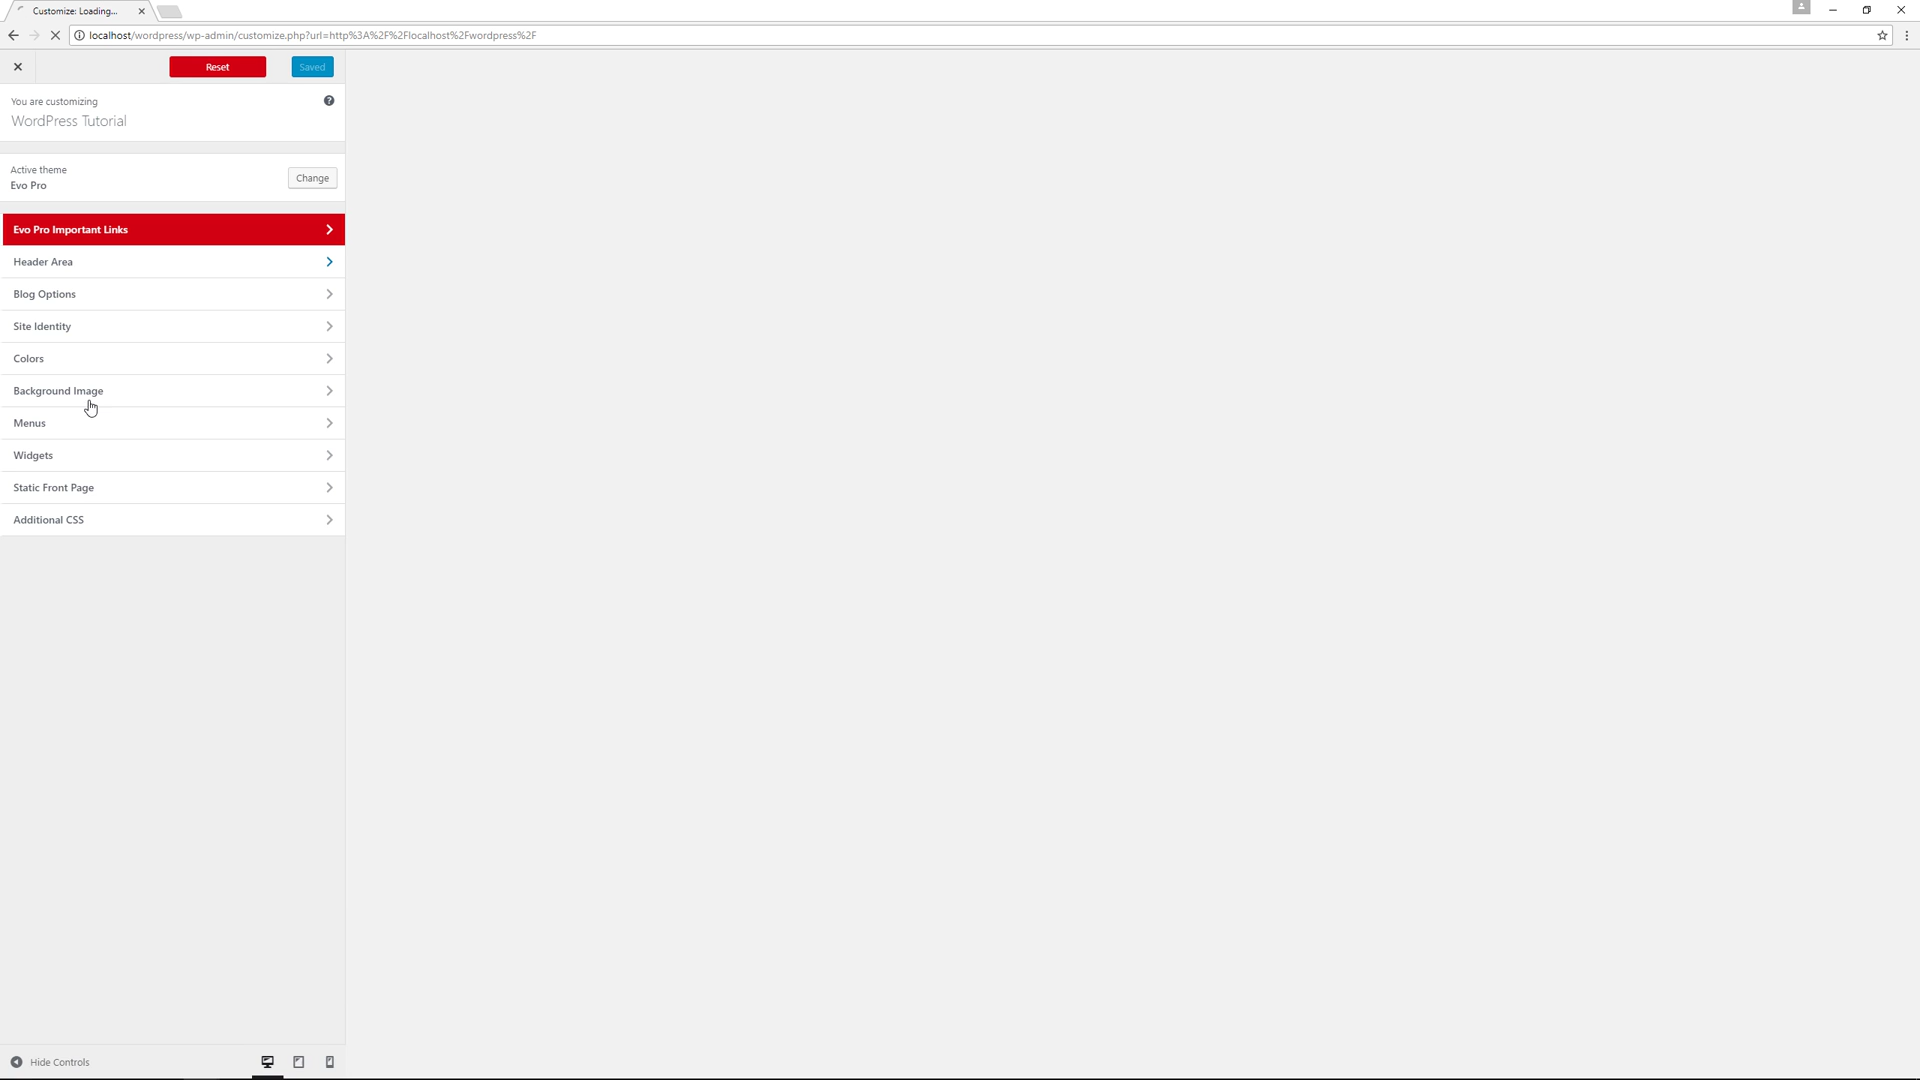 Customize: Loading...
localhost/wordpress/wp-admin/customize.php?url=http%3A%2F%2Flocalhost%2Fwordpress%2F
Reset
Saved
You are customizing
WordPress Tutorial
Active theme
Evo Pro
Change
Evo Pro Important Links
Header Area
Blog Options
Site Identity
Colors
Background Image
Menus
Widgets
Static Front Page
Additional CSS
Hide Controls